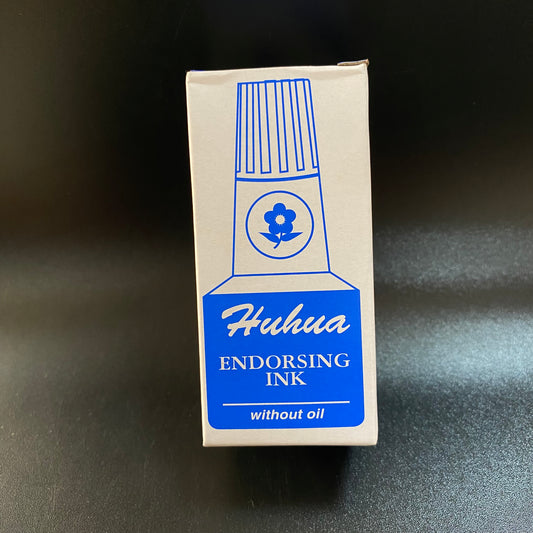 Huhua
ENDORSING
INK
without oil